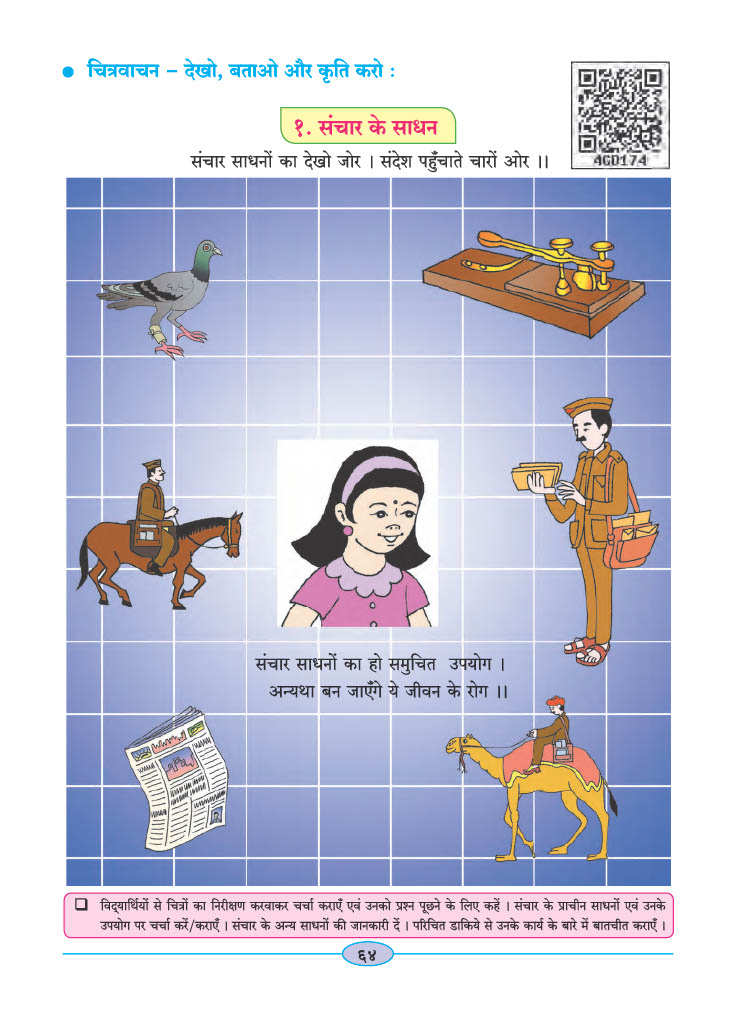 ● चित्रवाचन – देखो, बताओ और कृति करो :
AGD174
१. संचार के साधन
संचार साधनों का देखो जोर । संदेश पहुँचाते चारों ओर ।।
संचार साधनों का हो समुचित उपयोग ।
अन्यथा बन जाएँगे ये जीवन के रोग ।।
❑ विद्‌यार्थियों से चित्रों का निरीक्षण करवाकर चर्चा कराएँ एवं उनको प्रश्न पूछने के लिए कहें । संचार के प्राचीन साधनों एवं उनके
उपयोग पर चर्चा करें/कराएँ । संचार के अन्य साधनों की जानकारी दें । परिचित डाकिये से उनके कार्य के बारे में बातचीत कराएँ ।
६४